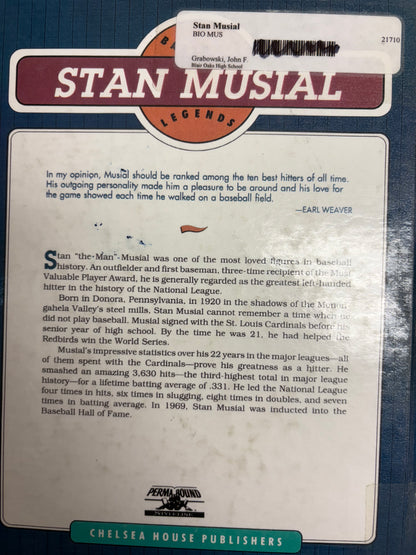 Stan Musial
BIO MUS
21710
Grabowski, John F.
Blair Oaks High School
BA
STAN MUSIAL
LEGENDS
In my opinion, Musial should be ranked among the ten best hitters of all time.
His outgoing personality made him a pleasure to be around and his love for
the game showed each time he walked on a baseball field.
—EARL WEAVER
Stan "the-Man"-Musial was one of the most loved figures in baseball
history. An outfielder and first baseman, three-time recipient of the Most
Valuable Player Award, he is generally regarded as the greatest left-handed
hitter in the history of the National League.
Born in Donora, Pennsylvania, in 1920 in the shadows of the Monon-
gahela Valley's steel mills, Stan Musial cannot remember a time when he
did not play baseball. Musial signed with the St. Louis Cardinals before his
senior year of high school. By the time he was 21, he had helped the
Redbirds win the World Series.
Musial's impressive statistics over his 22 years in the major leagues—all
of them spent with the Cardinals—prove his greatness as a hitter. He
smashed an amazing 3,630 hits—the third-highest total in major league
history—for a lifetime batting average of .331. He led the National League
four times in hits, six times in slugging, eight times in doubles, and seven
times in batting average. In 1969, Stan Musial was inducted into the
Baseball Hall of Fame.
PERMA BOUND
CHELSEA HOUSE PUBLISHERS